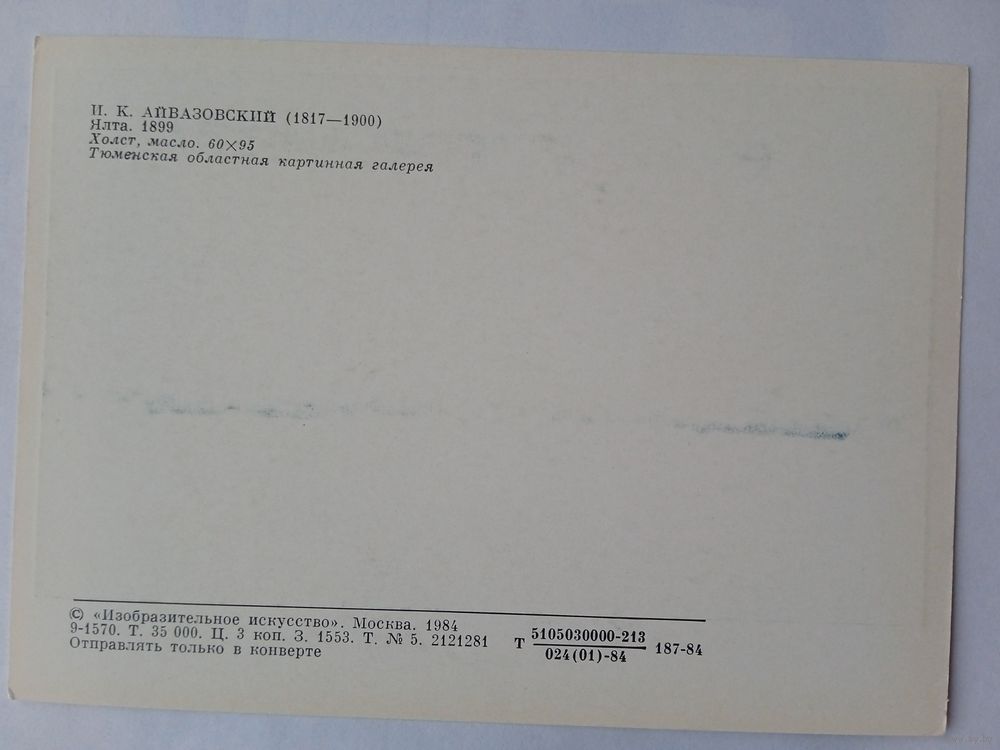 И. К. АЙВАЗОВСКИЙ (1817—1900)
Ялта. 1899
Холст, масло. 60×95
Тюменская областная картинная галерея
© «Изобразительное искусство». Москва. 1984
9-1570. Т. 35 000. Ц. 3 коп. З. 1553. Т. № 5. 2121281
Отправлять только в конверте
Т 5105030000-213
024(01)-84
187-84